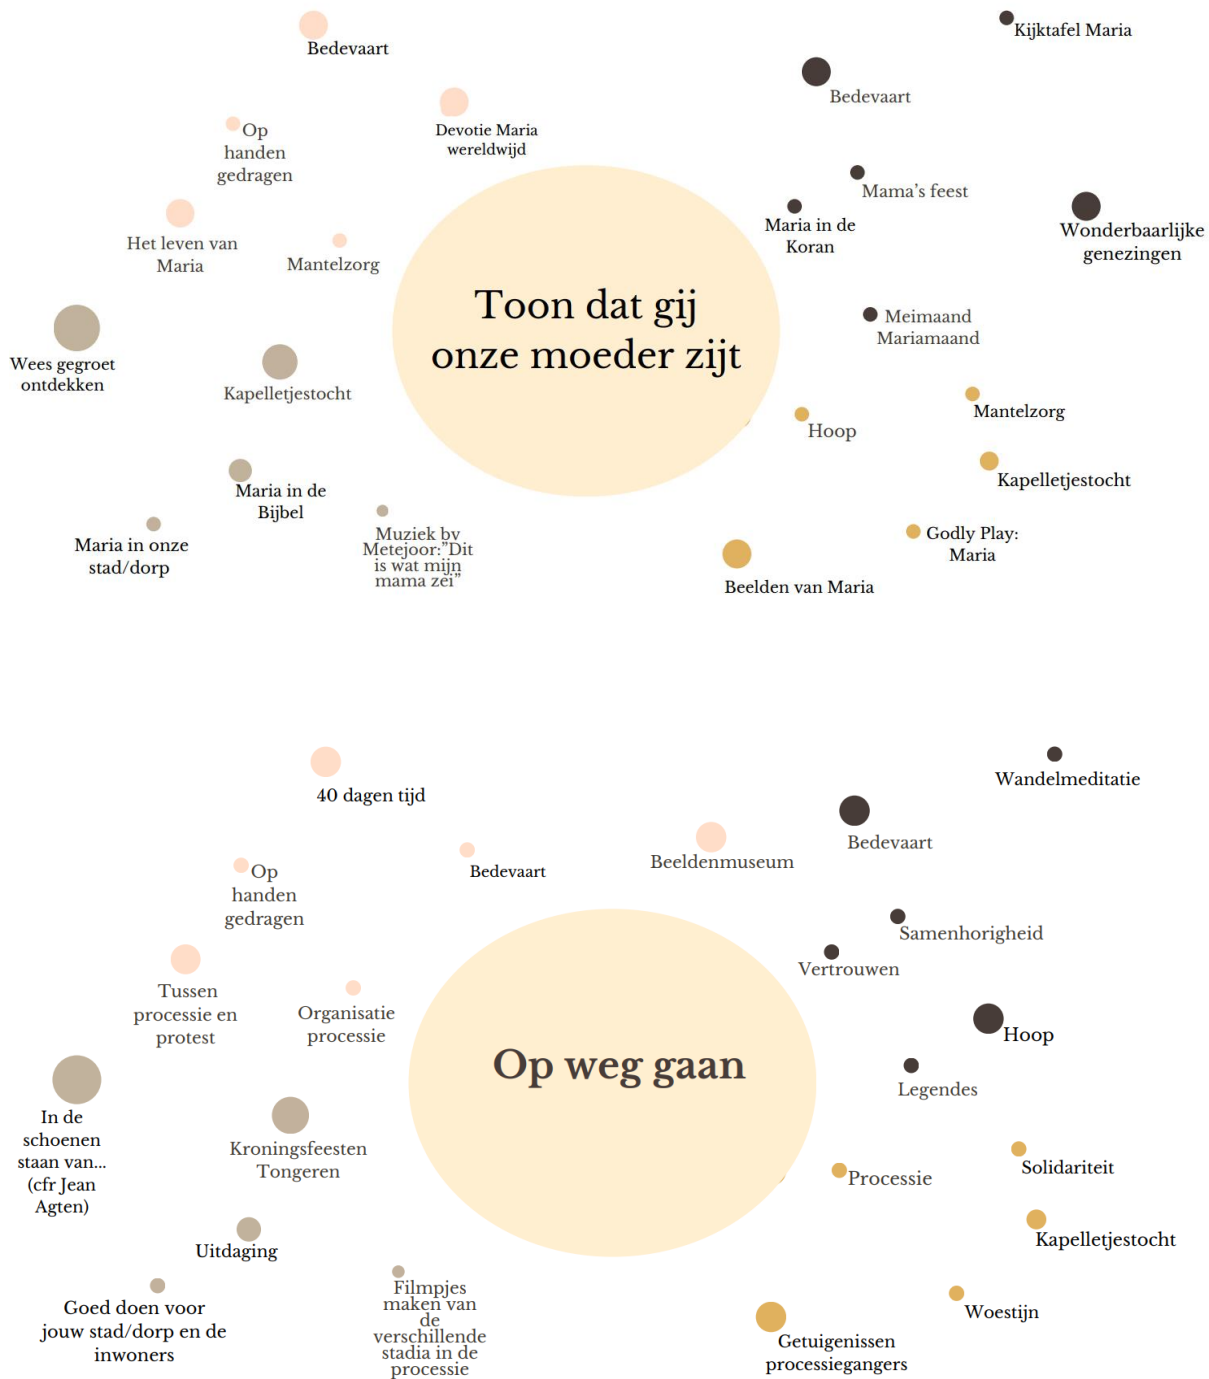 Bedevaart
Kijktafel Maria
Bedevaart
Devotie Maria
wereldwijd
Op
handen
gedragen
Mama’s feest
Maria in de
Koran
Wonderbaarlijke
genezingen
Het leven van
Maria
Mantelzorg
Toon dat gij
onze moeder zijt
Meimaand
Mariamaand
Wees gegroet
ontdekken
Kapelletjestocht
Mantelzorg
Hoop
Kapelletjestocht
Maria in de
Bijbel
Maria in onze
stad/dorp
Muziek bv
Metejoor:”Dit
is wat mijn
mama zei”
Godly Play:
Maria
Beelden van Maria
40 dagen tijd
Wandelmeditatie
Bedevaart
Beeldenmuseum
Bedevaart
Op
handen
gedragen
Samenhorigheid
Vertrouwen
Tussen
processie en
protest
Organisatie
processie
Hoop
Op weg gaan
Legendes
In de
schoenen
staan van...
(cfr Jean
Agten)
Kroningsfeesten
Tongeren
Solidariteit
Processie
Kapelletjestocht
Uitdaging
Goed doen voor
jouw stad/dorp en de
inwoners
Filmpjes
maken van
de
verschillende
stadia in de
processie
Woestijn
Getuigenissen
processiegangers